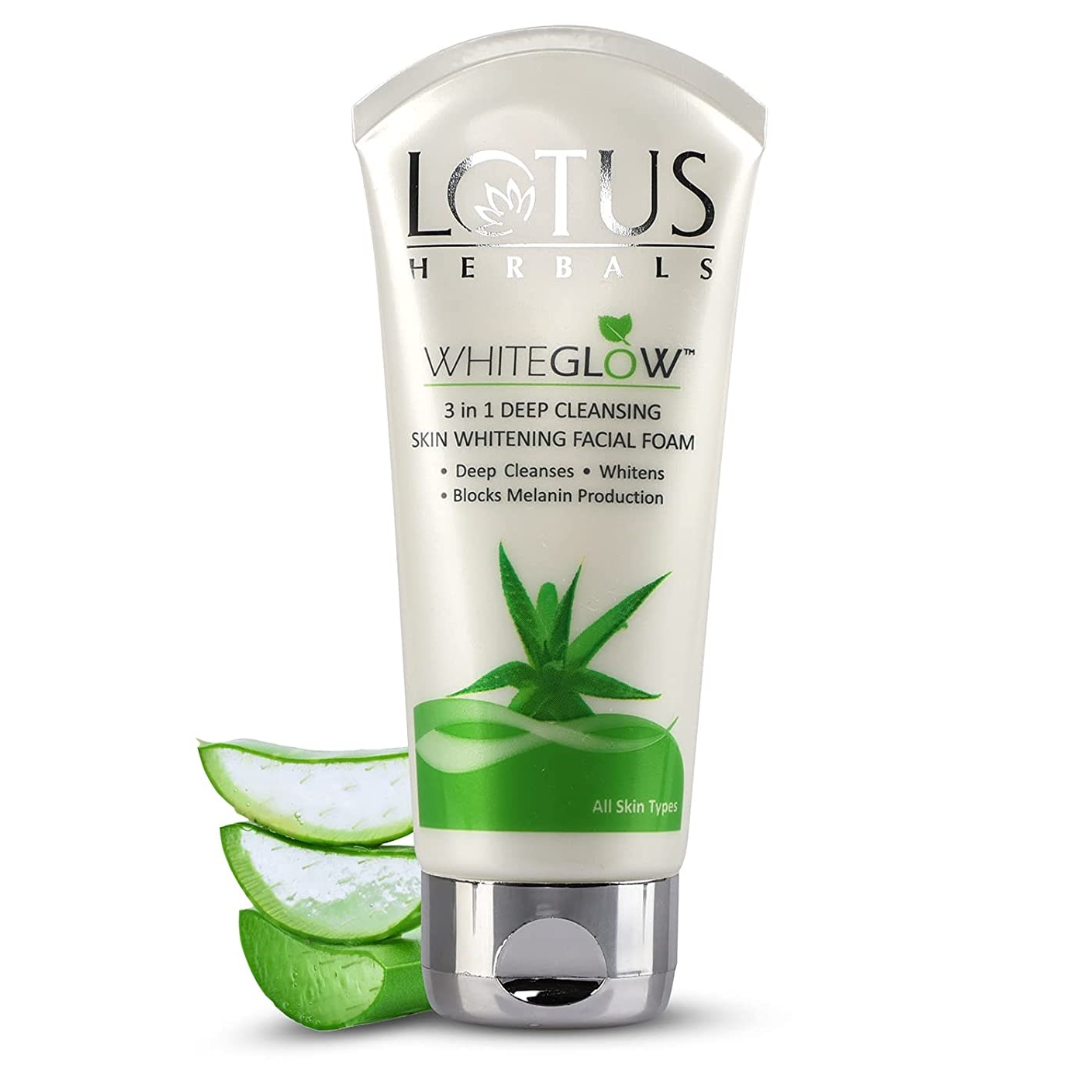 LOTUS
HERBALS
WHITEGLOW™
3 in 1 DEEP CLEANSING
SKIN WHITENING FACIAL FOAM
• Deep Cleanses • Whitens
• Blocks Melanin Production
All Skin Types